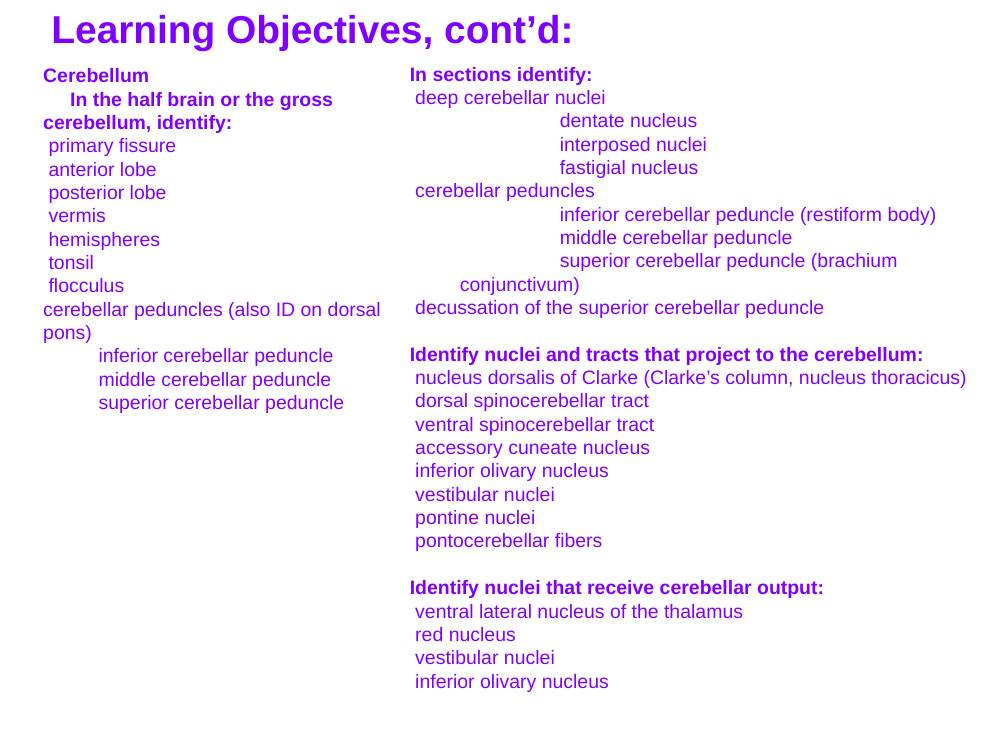 Learning Objectives, cont’d:
Cerebellum
In the half brain or the gross
cerebellum, identify:
primary fissure
anterior lobe
posterior lobe
vermis
hemispheres
tonsil
flocculus
cerebellar peduncles (also ID on dorsal
pons)
inferior cerebellar peduncle
middle cerebellar peduncle
superior cerebellar peduncle
In sections identify:
deep cerebellar nuclei
dentate nucleus
interposed nuclei
fastigial nucleus
cerebellar peduncles
inferior cerebellar peduncle (restiform body)
middle cerebellar peduncle
superior cerebellar peduncle (brachium
conjunctivum)
decussation of the superior cerebellar peduncle
Identify nuclei and tracts that project to the cerebellum:
nucleus dorsalis of Clarke (Clarke’s column, nucleus thoracicus)
dorsal spinocerebellar tract
ventral spinocerebellar tract
accessory cuneate nucleus
inferior olivary nucleus
vestibular nuclei
pontine nuclei
pontocerebellar fibers
Identify nuclei that receive cerebellar output:
ventral lateral nucleus of the thalamus
red nucleus
vestibular nuclei
inferior olivary nucleus